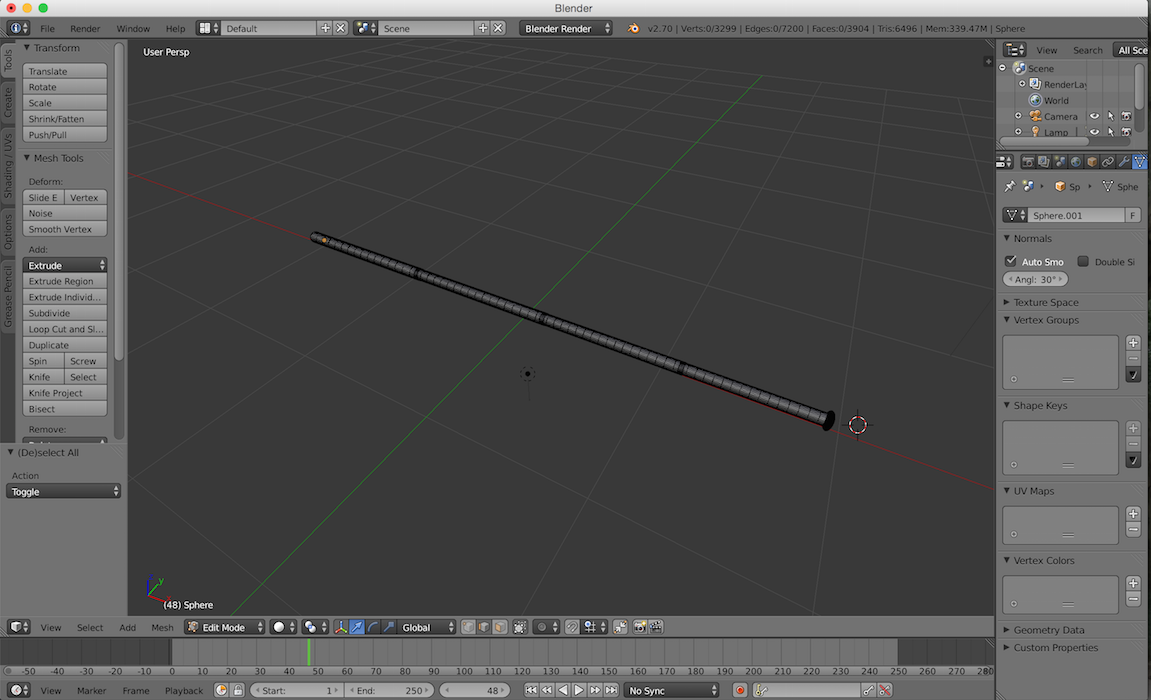 Blender
File Render Window Help Default Scene Blender Render v2.70 | Verts:0/3299 | Edges:0/7200 | Faces:0/3904 | Tris:6496 | Mem:339.47M | Sphere
Tools
Create
Shading / UVs
Options
Grease Pencil
Transform
Translate
Rotate
Scale
Shrink/Fatten
Push/Pull
Mesh Tools
Deform:
Slide E Vertex
Noise
Smooth Vertex
Add:
Extrude
Extrude Region
Extrude Individ...
Subdivide
Loop Cut and Sl...
Duplicate
Spin Screw
Knife Select
Knife Project
Bisect
Remove:
(De)select All
Action
Toggle
User Persp
y
(48) Sphere
View Search All Sce
Scene
RenderLay
World
Camera
Lamp
Sp Sphe
Sphere.001 F
Normals
Auto Smo Double Si
Angl: 30°
Texture Space
Vertex Groups
Shape Keys
UV Maps
Vertex Colors
Geometry Data
Custom Properties
View Select Add Mesh Edit Mode Global
-50 -40 -30 -20 -10 0 10 20 30 40 50 60 70 80 90 100 110 120 130 140 150 160 170 180 190 200 210 220 230 240 250 260 270 280
View Marker Frame Playback Start: 1 End: 250 48 No Sync